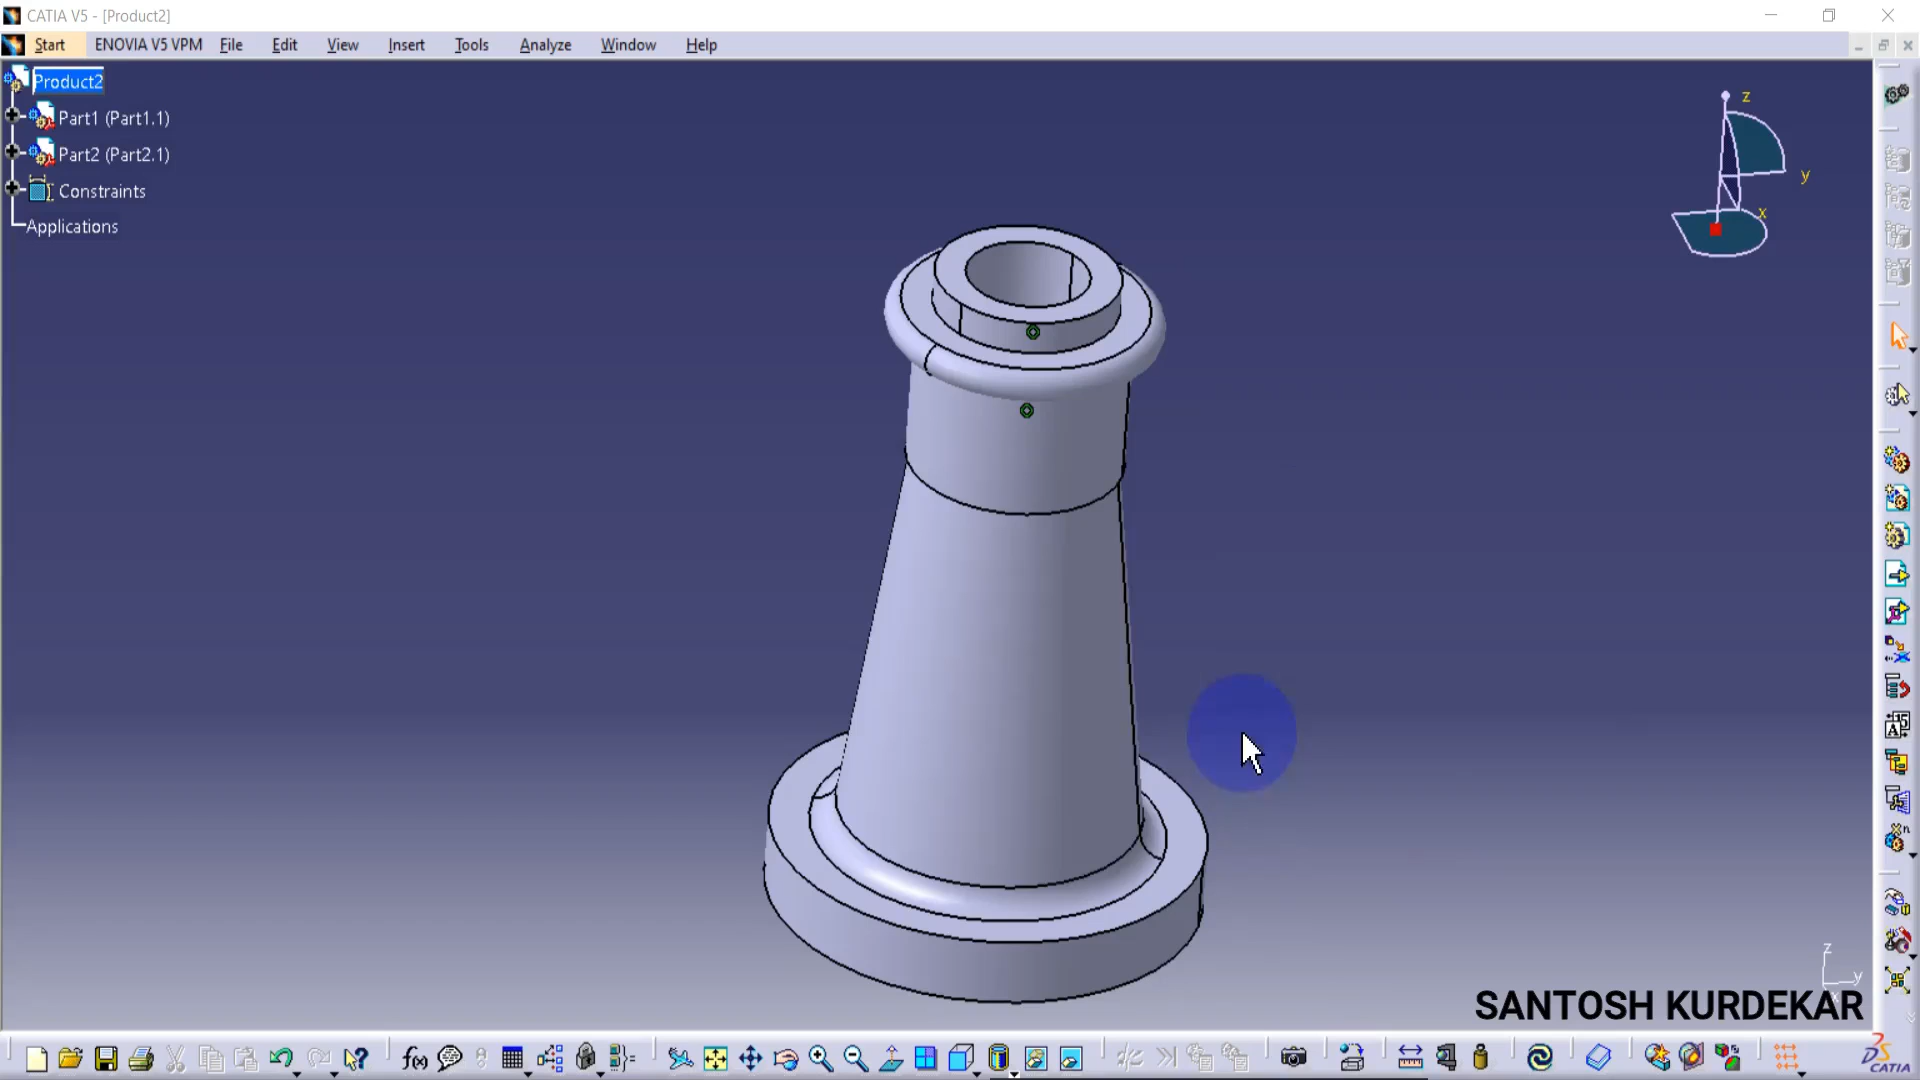 CATIA V5 - [Product2]
Start ENOVIA V5 VPM File Edit View Insert Tools Analyze Window Help
Product2
Part1 (Part1.1)
Part2 (Part2.1)
Constraints
Applications
z
y
x
z
y
SANTOSH KURDEKAR
f(x)
CATIA